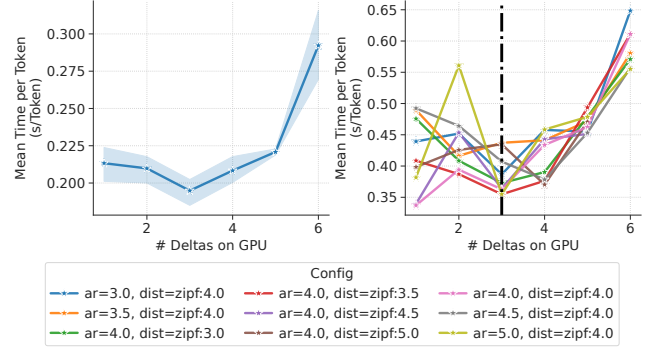 0.300
0.275
0.250
0.225
0.200
Mean Time per Token
(s/Token)
2
4
6
# Deltas on GPU
0.65
0.60
0.55
0.50
0.45
0.40
0.35
Mean Time per Token
(s/Token)
2
4
6
# Deltas on GPU
Config
ar=3.0, dist=zipf:4.0
ar=4.0, dist=zipf:3.5
ar=4.0, dist=zipf:4.0
ar=3.5, dist=zipf:4.0
ar=4.0, dist=zipf:4.5
ar=4.5, dist=zipf:4.0
ar=4.0, dist=zipf:3.0
ar=4.0, dist=zipf:5.0
ar=5.0, dist=zipf:4.0